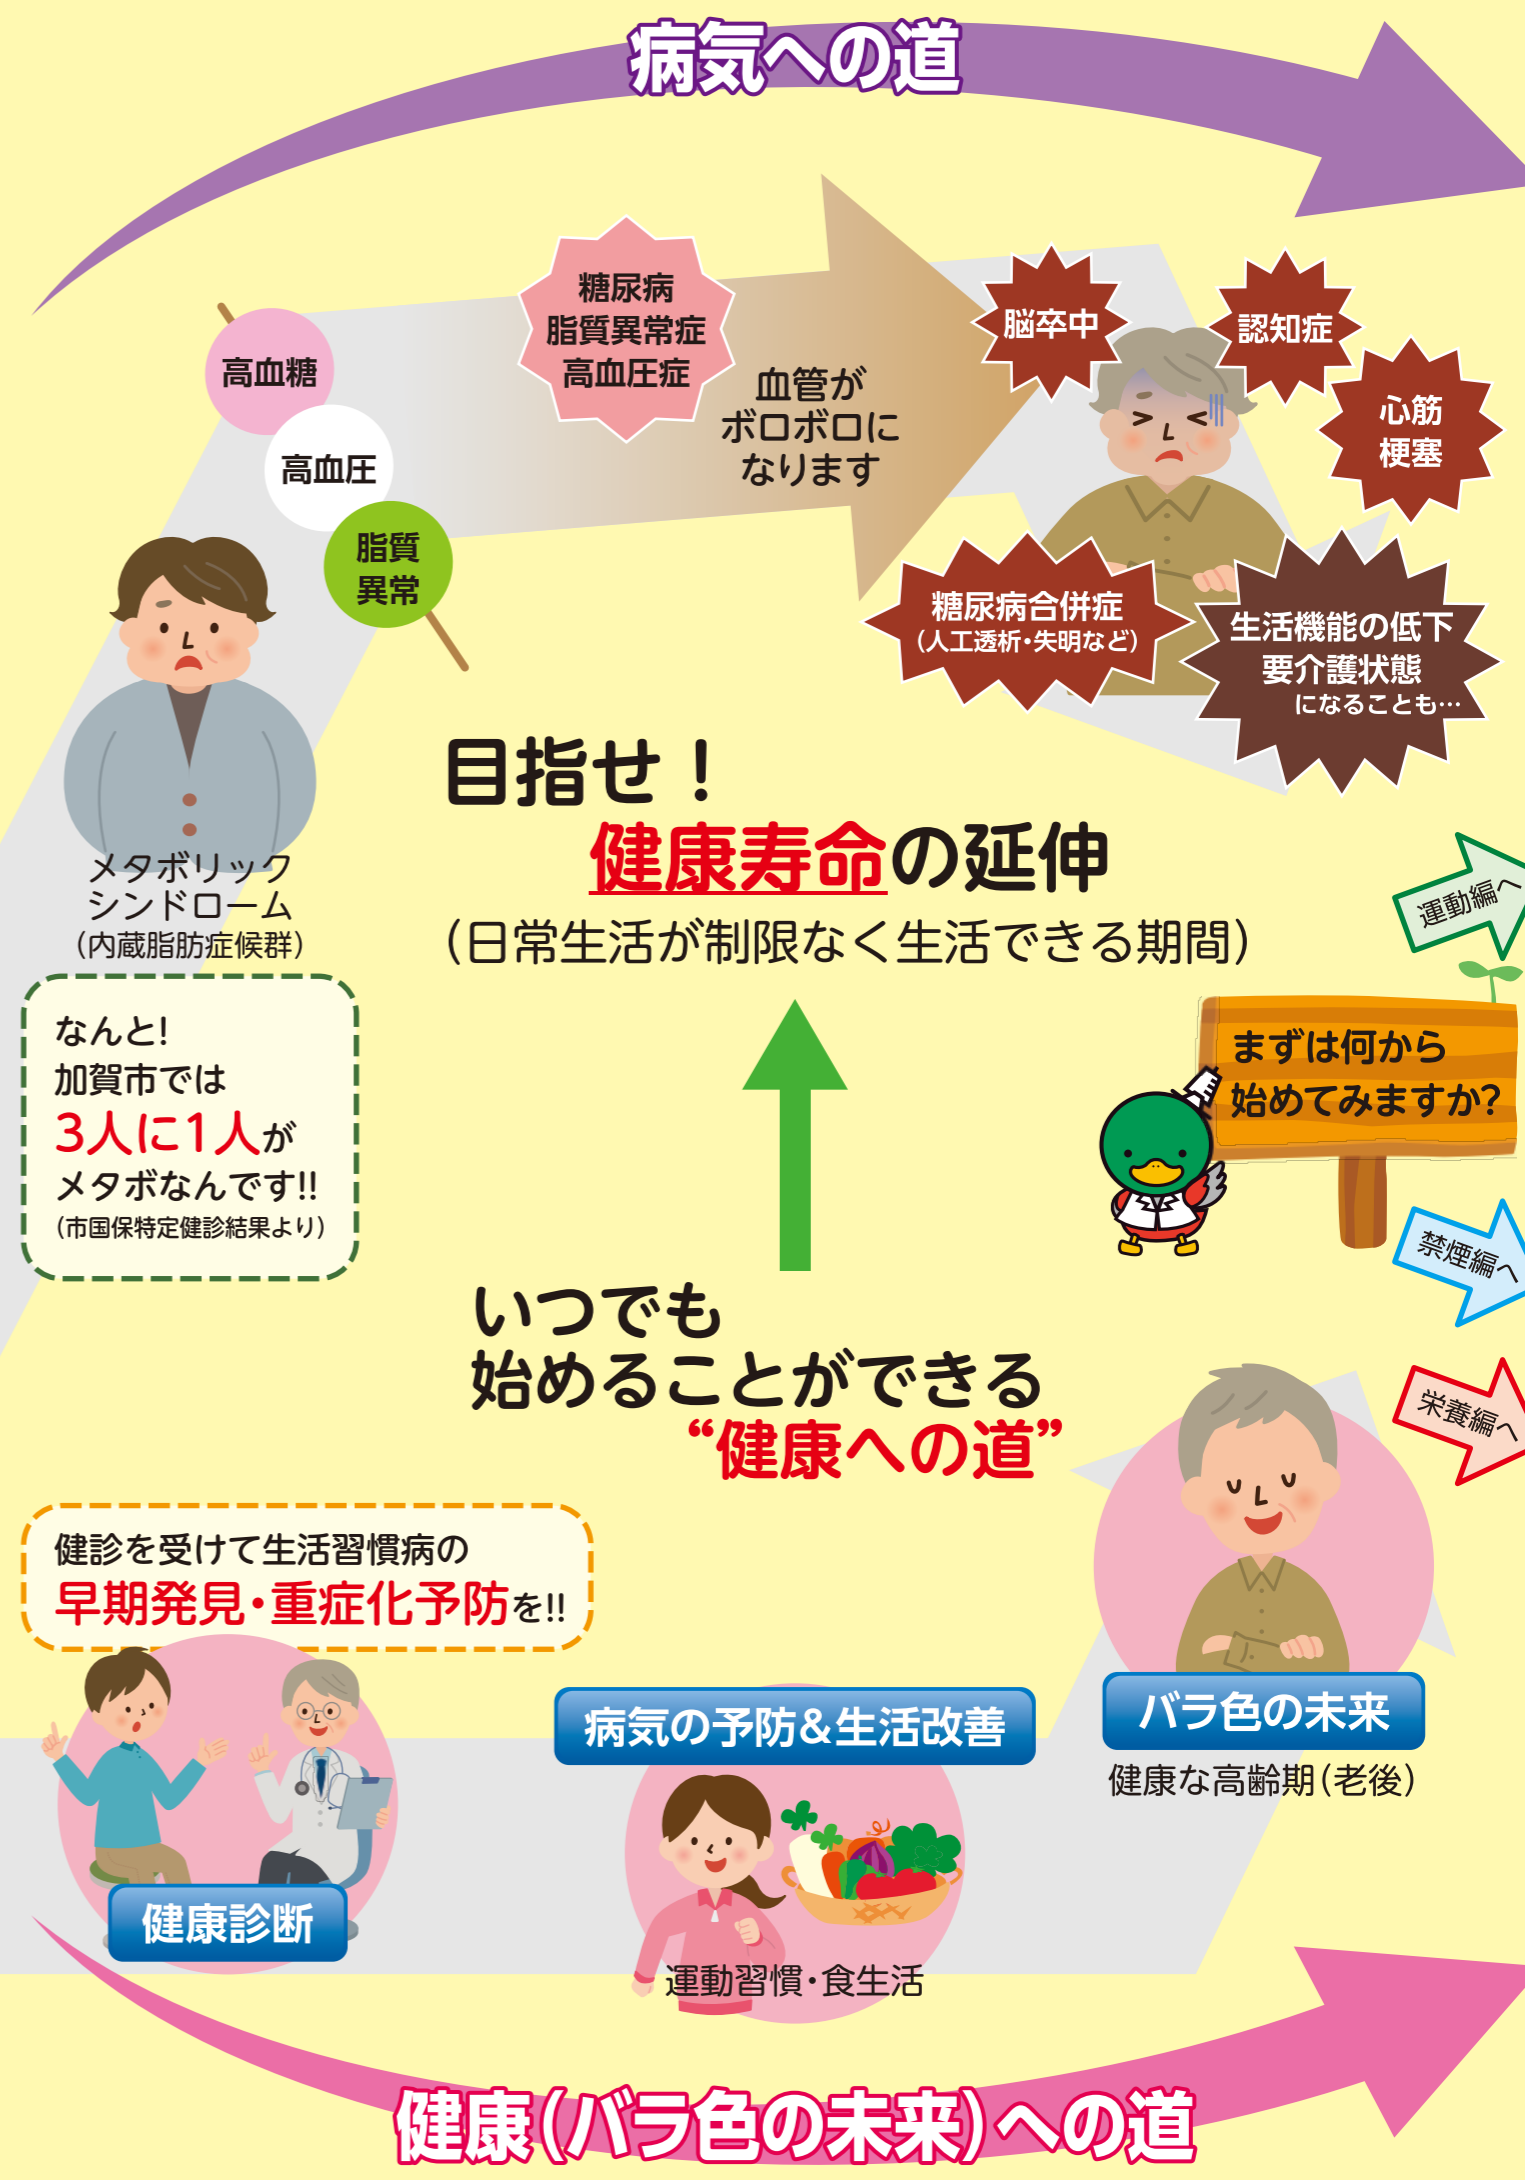 病気への道
高血糖
高血圧
脂質
異常
糖尿病
脂質異常症
高血圧症
血管が
ボロボロに
なります
脳卒中
認知症
心筋
梗塞
糖尿病合併症
（人工透析・失明など）
生活機能の低下
要介護状態
になることも…
メタボリック
シンドローム
（内蔵脂肪症候群）
なんと!
加賀市では
3人に1人が
メタボなんです!!
（市国保特定健診結果より）
目指せ！
健康寿命の延伸
（日常生活が制限なく生活できる期間）
運動編へ
まずは何から
始めてみますか?
禁煙編へ
栄養編へ
いつでも
始めることができる
“健康への道”
健診を受けて生活習慣病の
早期発見・重症化予防を!!
健康診断
病気の予防＆生活改善
運動習慣・食生活
バラ色の未来
健康な高齢期（老後）
健康（バラ色の未来）への道